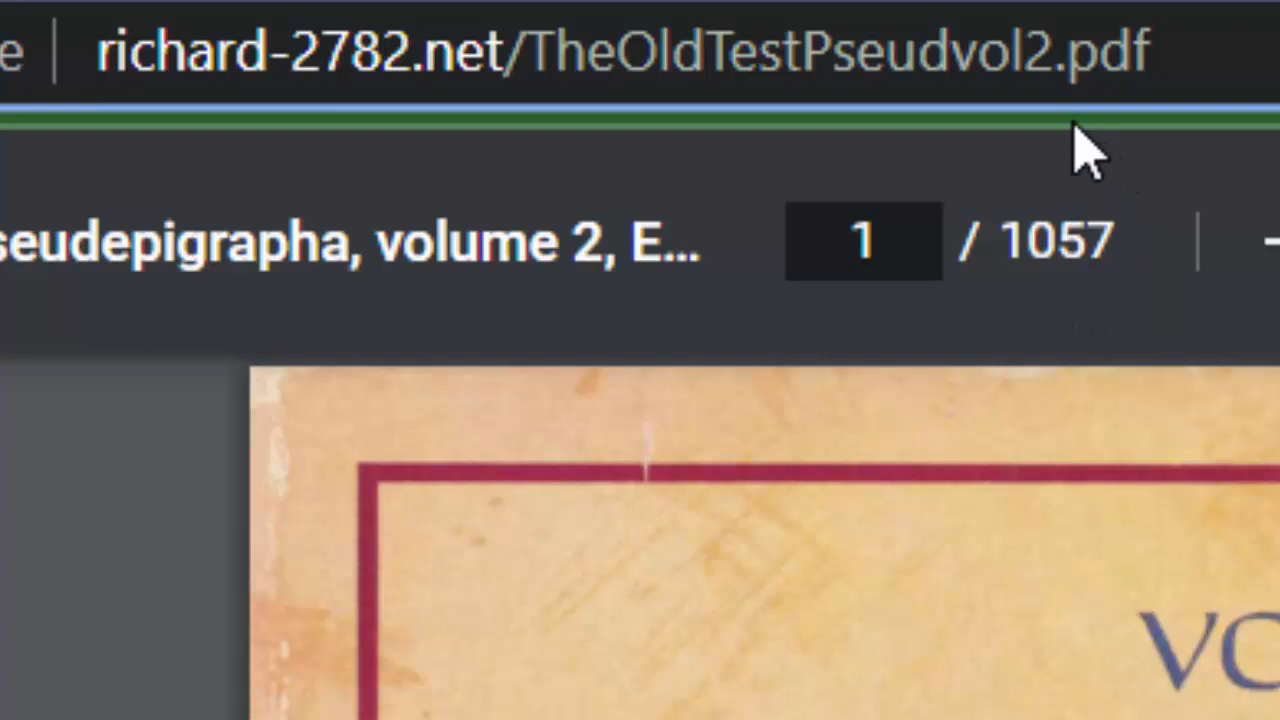 e richard-2782.net/TheOldTestPseudvol2.pdf
seudepigrapha, volume 2, E... 1 / 1057
VO